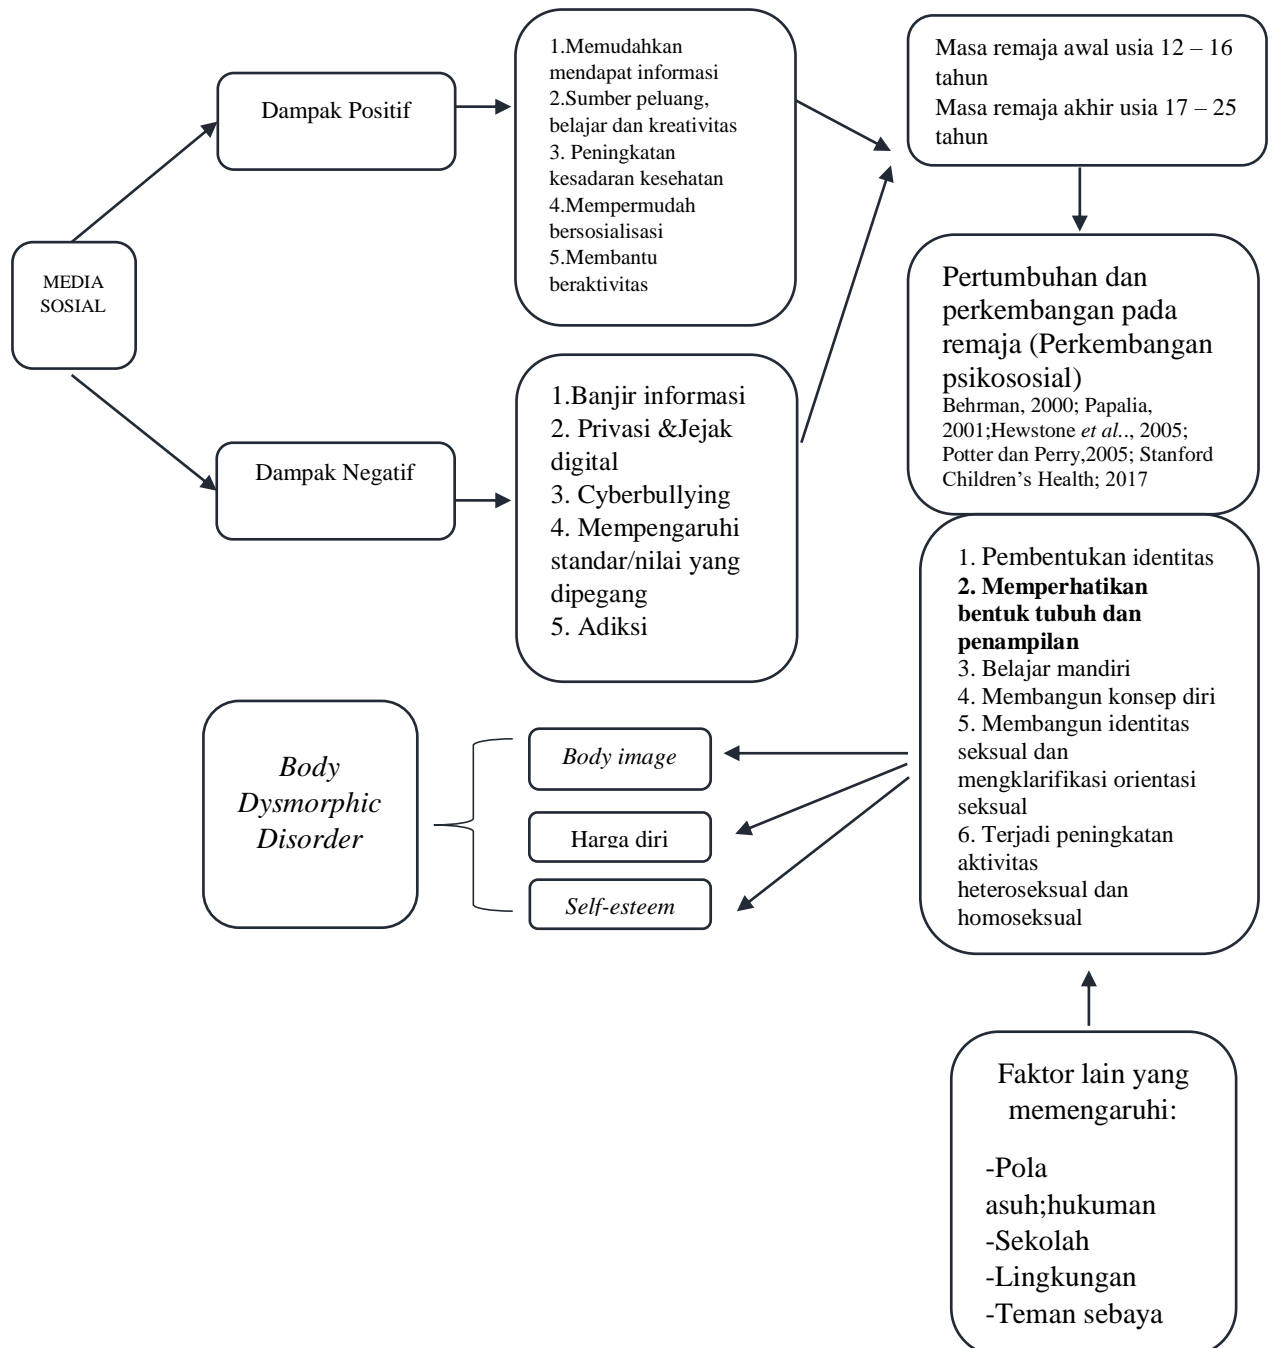 MEDIA
SOSIAL
Dampak Positif
1.Memudahkan
mendapat informasi
2.Sumber peluang,
belajar dan kreativitas
3. Peningkatan
kesadaran kesehatan
4.Mempermudah
bersosialisasi
5.Membantu
beraktivitas
Dampak Negatif
1.Banjir informasi
2. Privasi &Jejak
digital
3. Cyberbullying
4. Mempengaruhi
standar/nilai yang
dipegang
5. Adiksi
Masa remaja awal usia 12 – 16
tahun
Masa remaja akhir usia 17 – 25
tahun
Pertumbuhan dan
perkembangan pada
remaja (Perkembangan
psikososial)
Behrman, 2000; Papalia,
2001;Hewstone et al.., 2005;
Potter dan Perry,2005; Stanford
Children’s Health; 2017
1. Pembentukan identitas
2. Memperhatikan
bentuk tubuh dan
penampilan
3. Belajar mandiri
4. Membangun konsep diri
5. Membangun identitas
seksual dan
mengklarifikasi orientasi
seksual
6. Terjadi peningkatan
aktivitas
heteroseksual dan
homoseksual
Body image
Harga diri
Self-esteem
Body
Dysmorphic
Disorder
Faktor lain yang
memengaruhi:
-Pola
asuh;hukuman
-Sekolah
-Lingkungan
-Teman sebaya